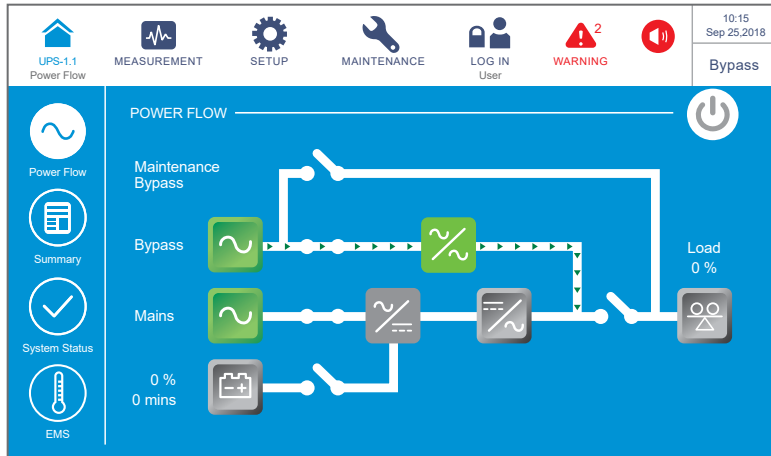 UPS-1.1
Power Flow
MEASUREMENT
SETUP
MAINTENANCE
LOG IN
User
2
WARNING
10:15
Sep 25,2018
Bypass
POWER FLOW
Power Flow
Summary
System Status
EMS
Maintenance
Bypass
Bypass
Mains
0 %
0 mins
Load
0 %